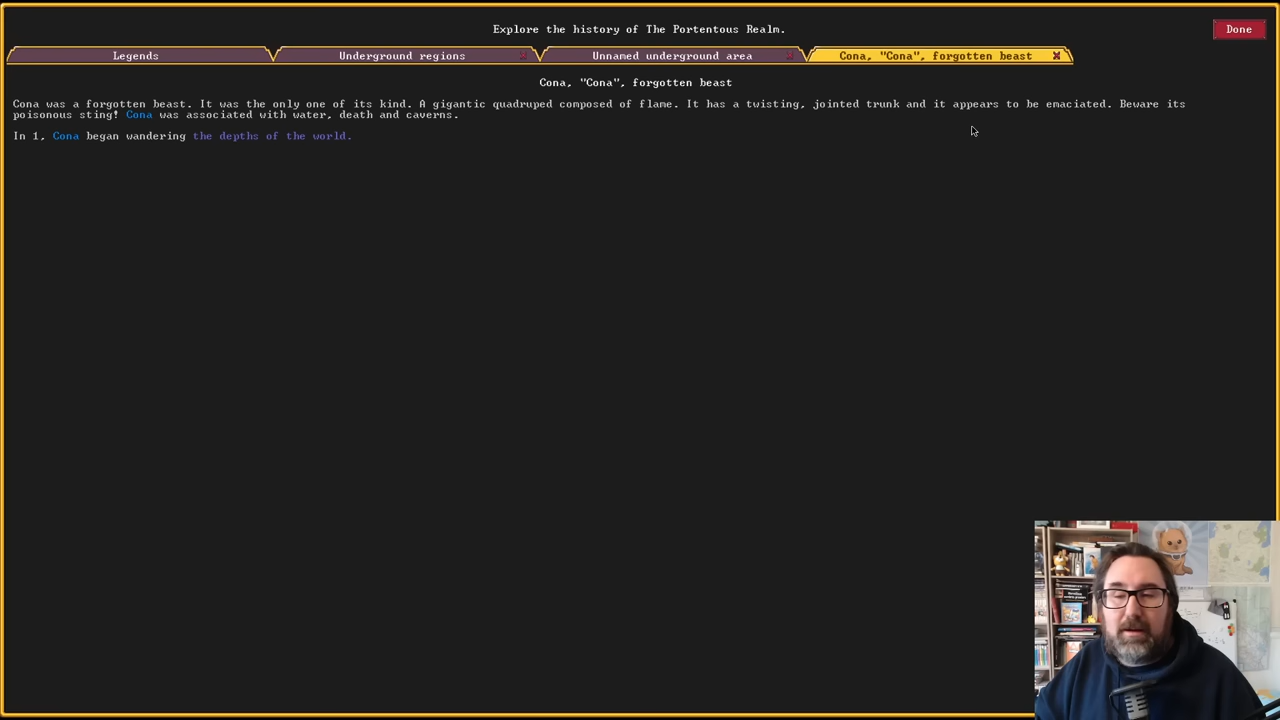 Explore the history of The Portentous Realm.
Done
Legends
Underground regions
Unnamed underground area
Cona, "Cona", forgotten beast
Cona, "Cona", forgotten beast
Cona was a forgotten beast. It was the only one of its kind. A gigantic quadruped composed of flame. It has a twisting, jointed trunk and it appears to be emaciated. Beware its
poisonous sting! Cona was associated with water, death and caverns.
In 1, Cona began wandering the depths of the world.